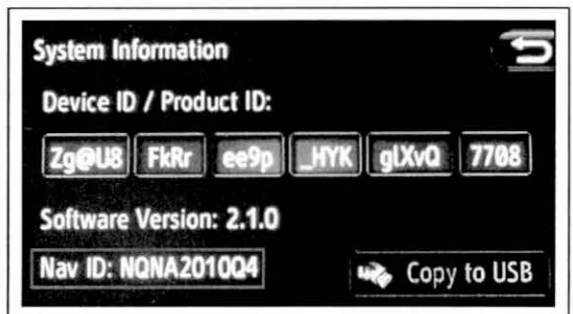 System Information
Device ID / Product ID:
Zg@U8 FkRr ee9p _HYK glXvQ 7708
Software Version: 2.1.0
Nav ID: NQNA2010Q4
Copy to USB